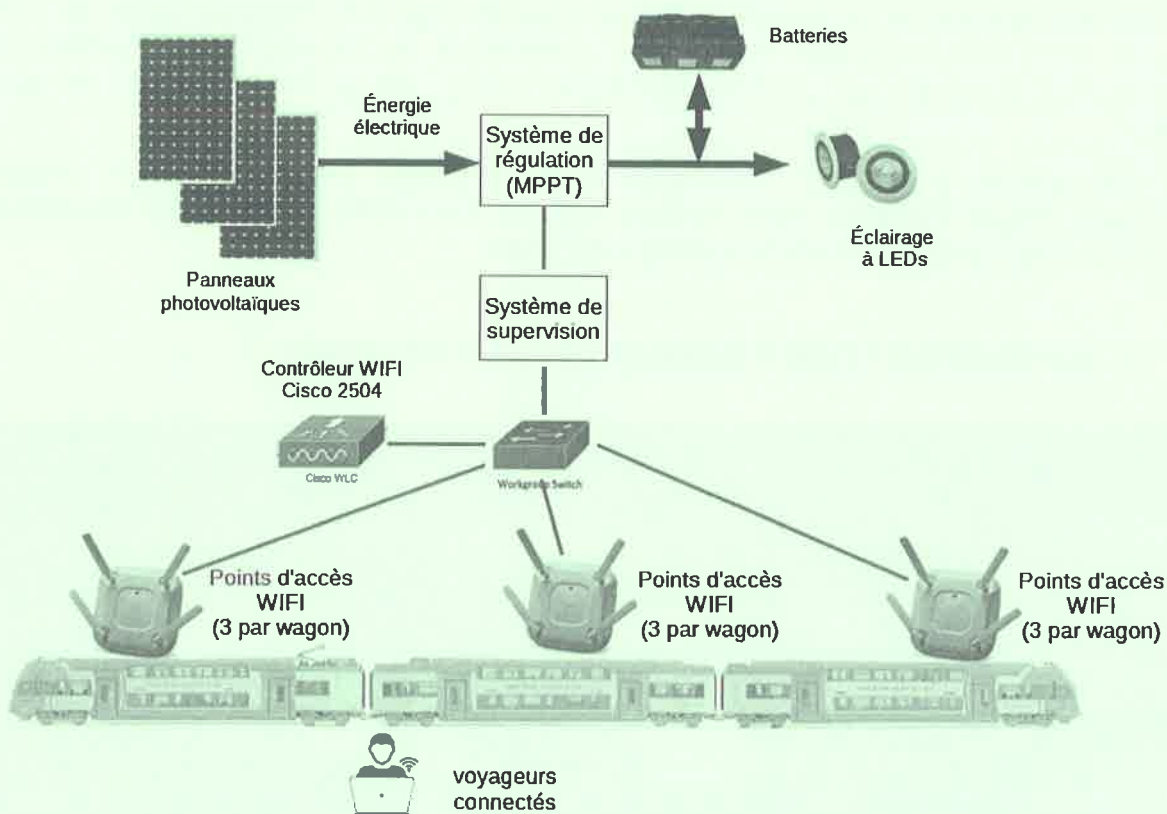 Batteries
Énergie
électrique
Système de
régulation
(MPPT)
Éclairage
à LEDs
Panneaux
photovoltaïques
Système de
supervision
Contrôleur WIFI
Cisco 2504
Cisco WLC
Workgroup Switch
Points d'accès
WIFI
(3 par wagon)
Points d'accès
WIFI
(3 par wagon)
Points d'accès
WIFI
(3 par wagon)
voyageurs
connectés